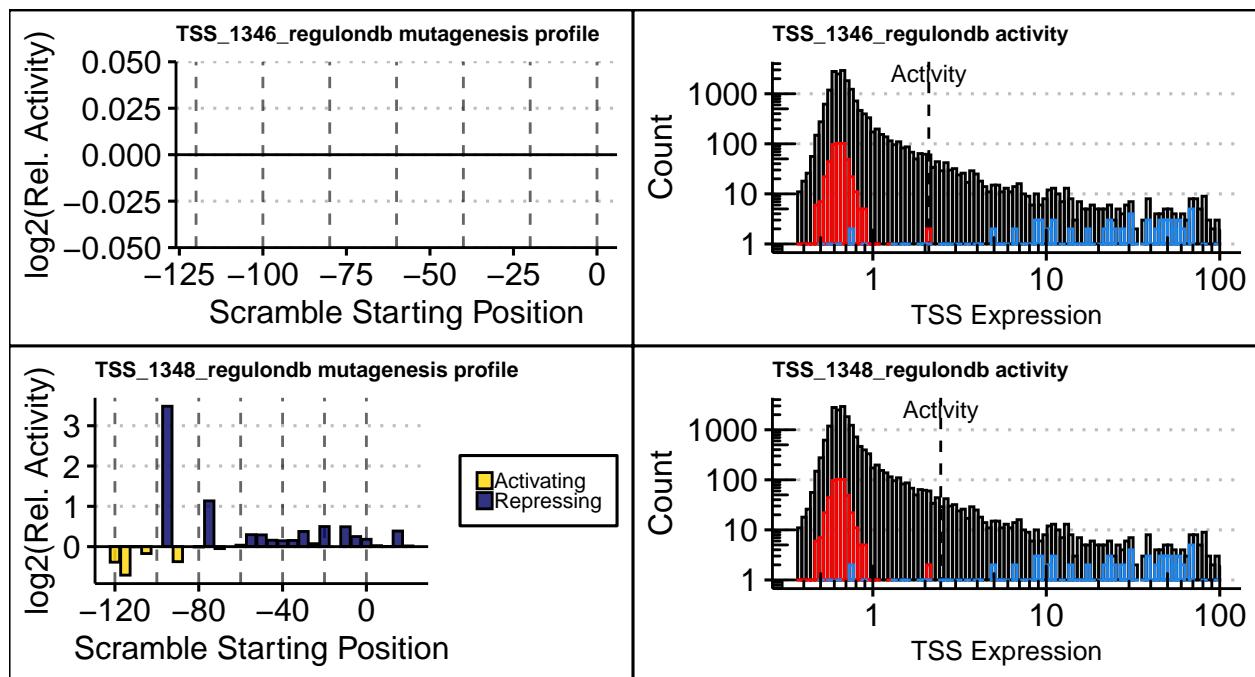 TSS_1346_regulondb mutagenesis profile
log2(Rel. Activity)
0.050
0.025
0.000
−0.025
−0.050
−125 −100 −75 −50 −25 0
Scramble Starting Position
TSS_1346_regulondb activity
Activity
Count
1000
100
10
1
1 10 100
TSS Expression
TSS_1348_regulondb mutagenesis profile
log2(Rel. Activity)
3
2
1
0
−120 −80 −40 0
Scramble Starting Position
Activating
Repressing
TSS_1348_regulondb activity
Activity
Count
1000
100
10
1
1 10 100
TSS Expression